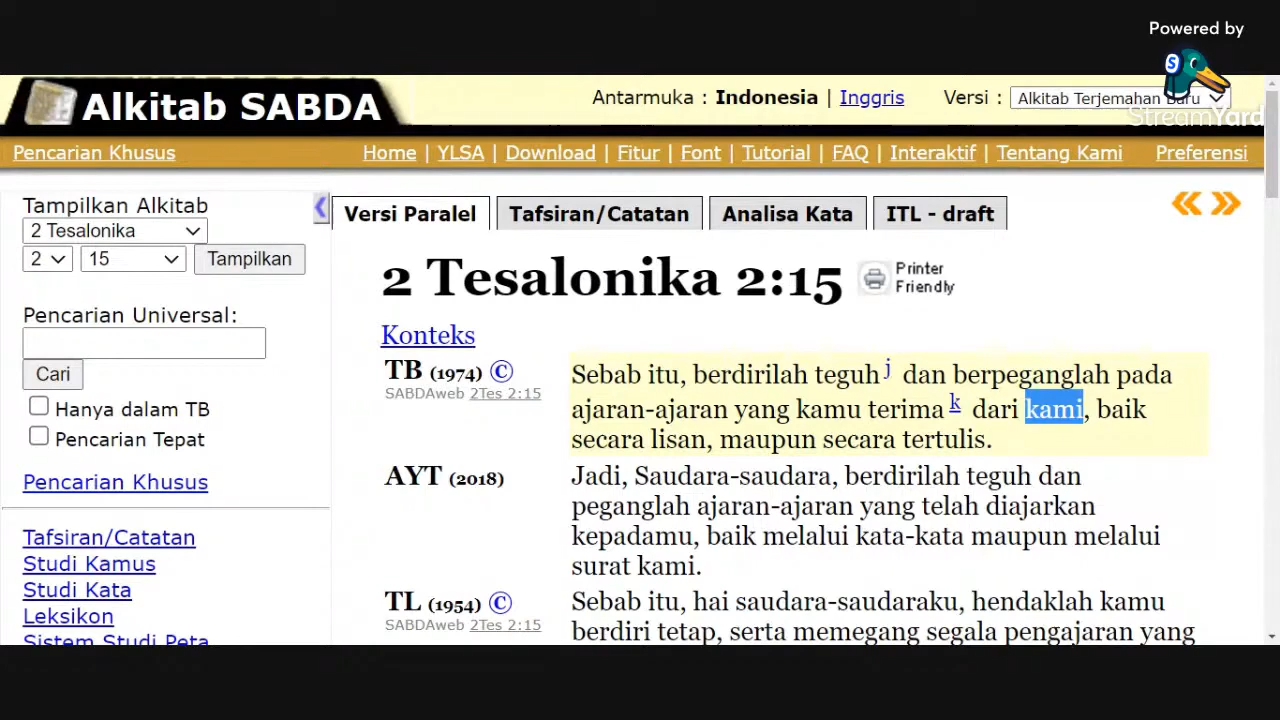 Powered by
StreamYard
Alkitab SABDA
Antarmuka : Indonesia | Inggris Versi : Alkitab Terjemahan Baru
Pencarian Khusus Home | YLSA | Download | Fitur | Font | Tutorial | FAQ | Interaktif | Tentang Kami Preferensi
Tampilkan Alkitab
2 Tesalonika
2 15 Tampilkan
Pencarian Universal:
Cari
Hanya dalam TB
Pencarian Tepat
Pencarian Khusus
Tafsiran/Catatan
Studi Kamus
Studi Kata
Leksikon
Sistem Studi Peta
Versi Paralel Tafsiran/Catatan Analisa Kata ITL - draft
2 Tesalonika 2:15 Printer
Friendly
Konteks
TB (1974) ©
SABDAweb 2Tes 2:15
Sebab itu, berdirilah teguh j dan berpeganglah pada
ajaran-ajaran yang kamu terima k dari kami, baik
secara lisan, maupun secara tertulis.
AYT (2018)
Jadi, Saudara-saudara, berdirilah teguh dan
peganglah ajaran-ajaran yang telah diajarkan
kepadamu, baik melalui kata-kata maupun melalui
surat kami.
TL (1954) ©
SABDAweb 2Tes 2:15
Sebab itu, hai saudara-saudaraku, hendaklah kamu
berdiri tetap, serta memegang segala pengajaran yang